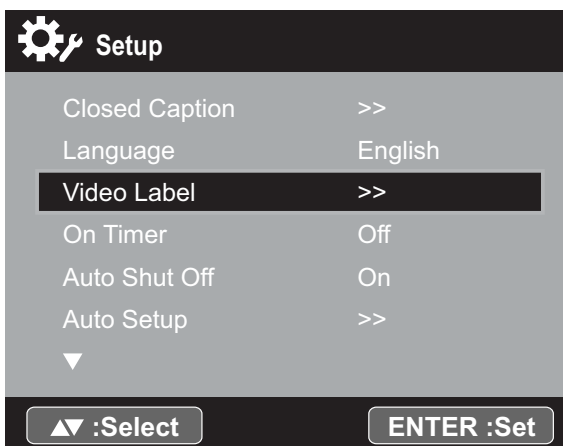 Setup
Closed Caption >>
Language English
Video Label >>
On Timer Off
Auto Shut Off On
Auto Setup >>
▼
▲▼ :Select ENTER :Set